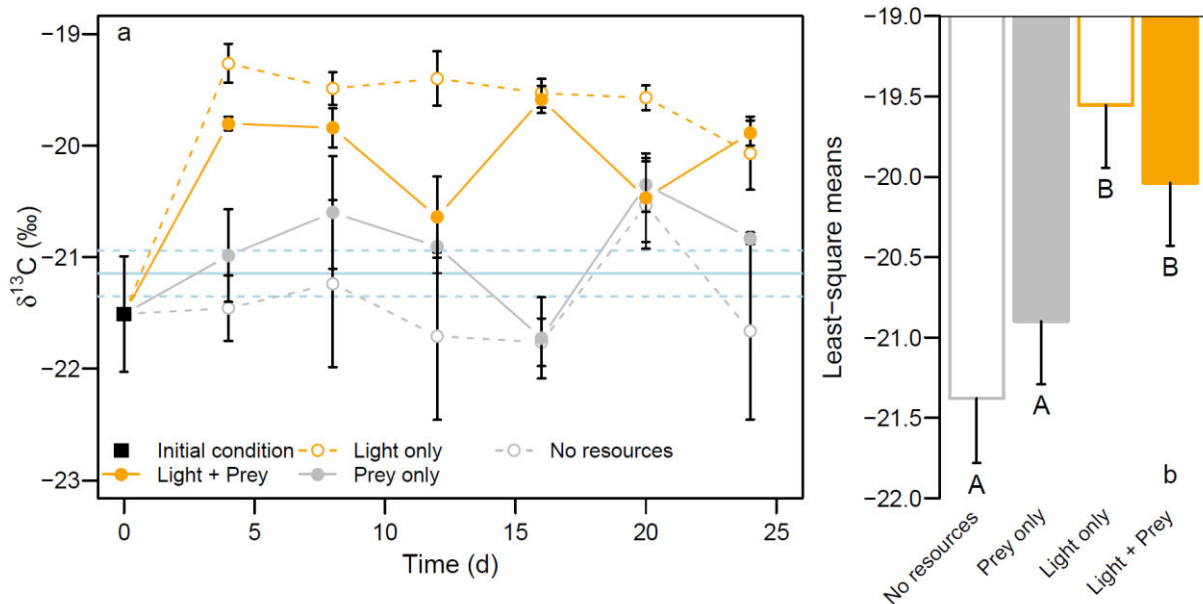 a
−19
−20
−21
−22
−23
δ13C (‰)
Initial condition Light only No resources
Light + Prey Prey only
0 5 10 15 20 25
Time (d)
−19.0
−19.5
−20.0
−20.5
−21.0
−21.5
−22.0
Least−square means
A
A
B
B
b
No resources
Prey only
Light only
Light + Prey